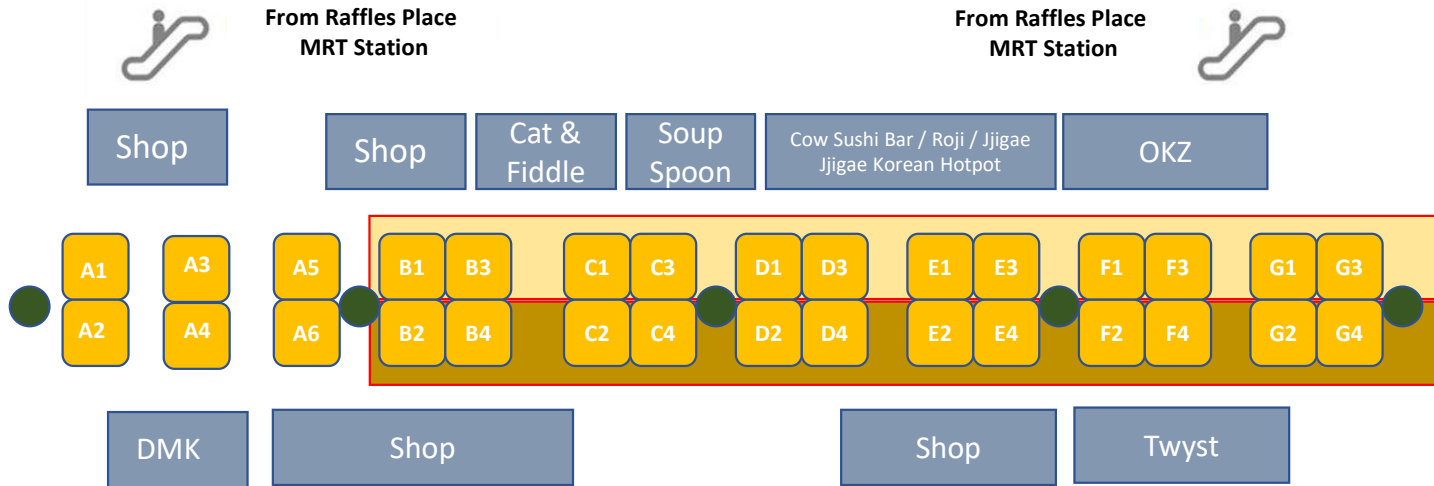 From Raffles Place
MRT Station
From Raffles Place
MRT Station
Shop
Shop
Cat &
Fiddle
Soup
Spoon
Cow Sushi Bar / Roji / Jjigae
Jjigae Korean Hotpot
OKZ
A1 A3 A5 B1 B3 C1 C3 D1 D3 E1 E3 F1 F3 G1 G3
A2 A4 A6 B2 B4 C2 C4 D2 D4 E2 E4 F2 F4 G2 G4
DMK
Shop
Shop
Twyst